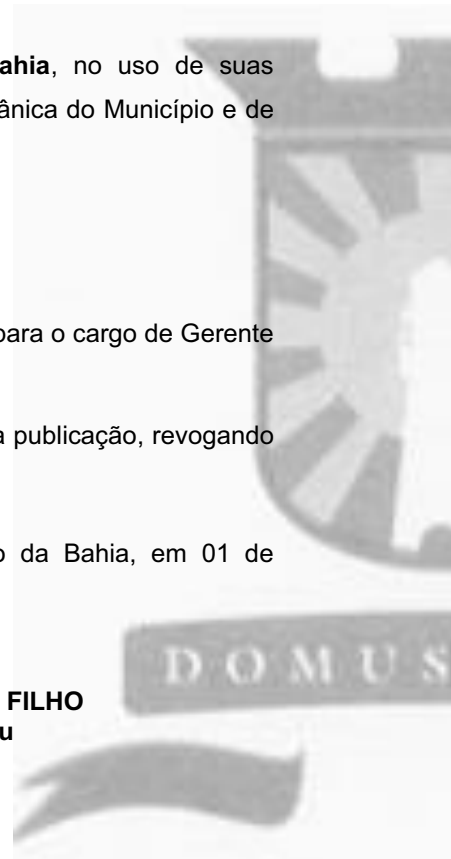 ahia, no uso de suas
ânica do Município e de
para o cargo de Gerente
a publicação, revogando
o da Bahia, em 01 de
DOMUS
FILHO
u